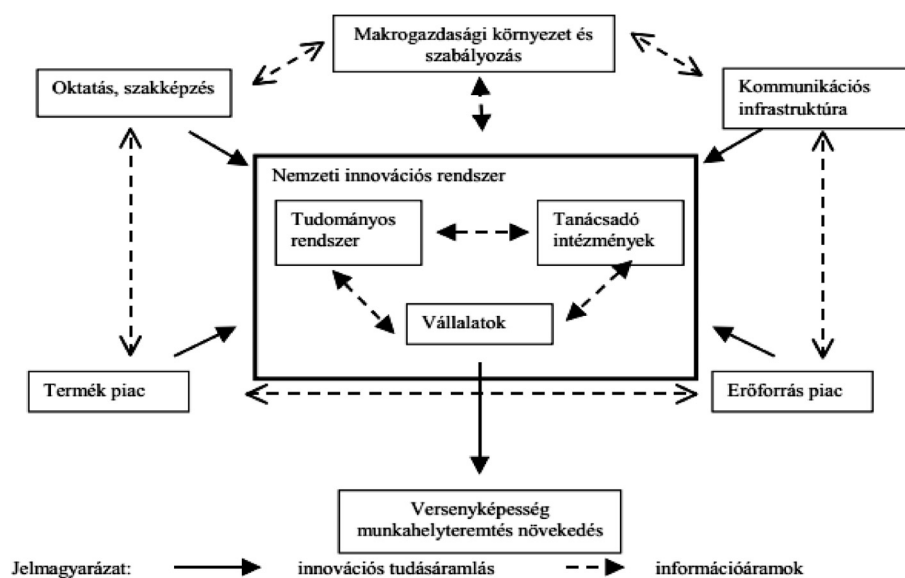 Makrogazdasági környezet és
szabályozás
Oktatás, szakképzés
Kommunikációs
infrastruktúra
Nemzeti innovációs rendszer
Tudományos
rendszer
Tanácsadó
intézmények
Vállalatok
Termék piac
Erőforrás piac
Versenyképesség
munkahelyteremtés növekedés
Jelmagyarázat: innovációs tudásáramlás információáramok